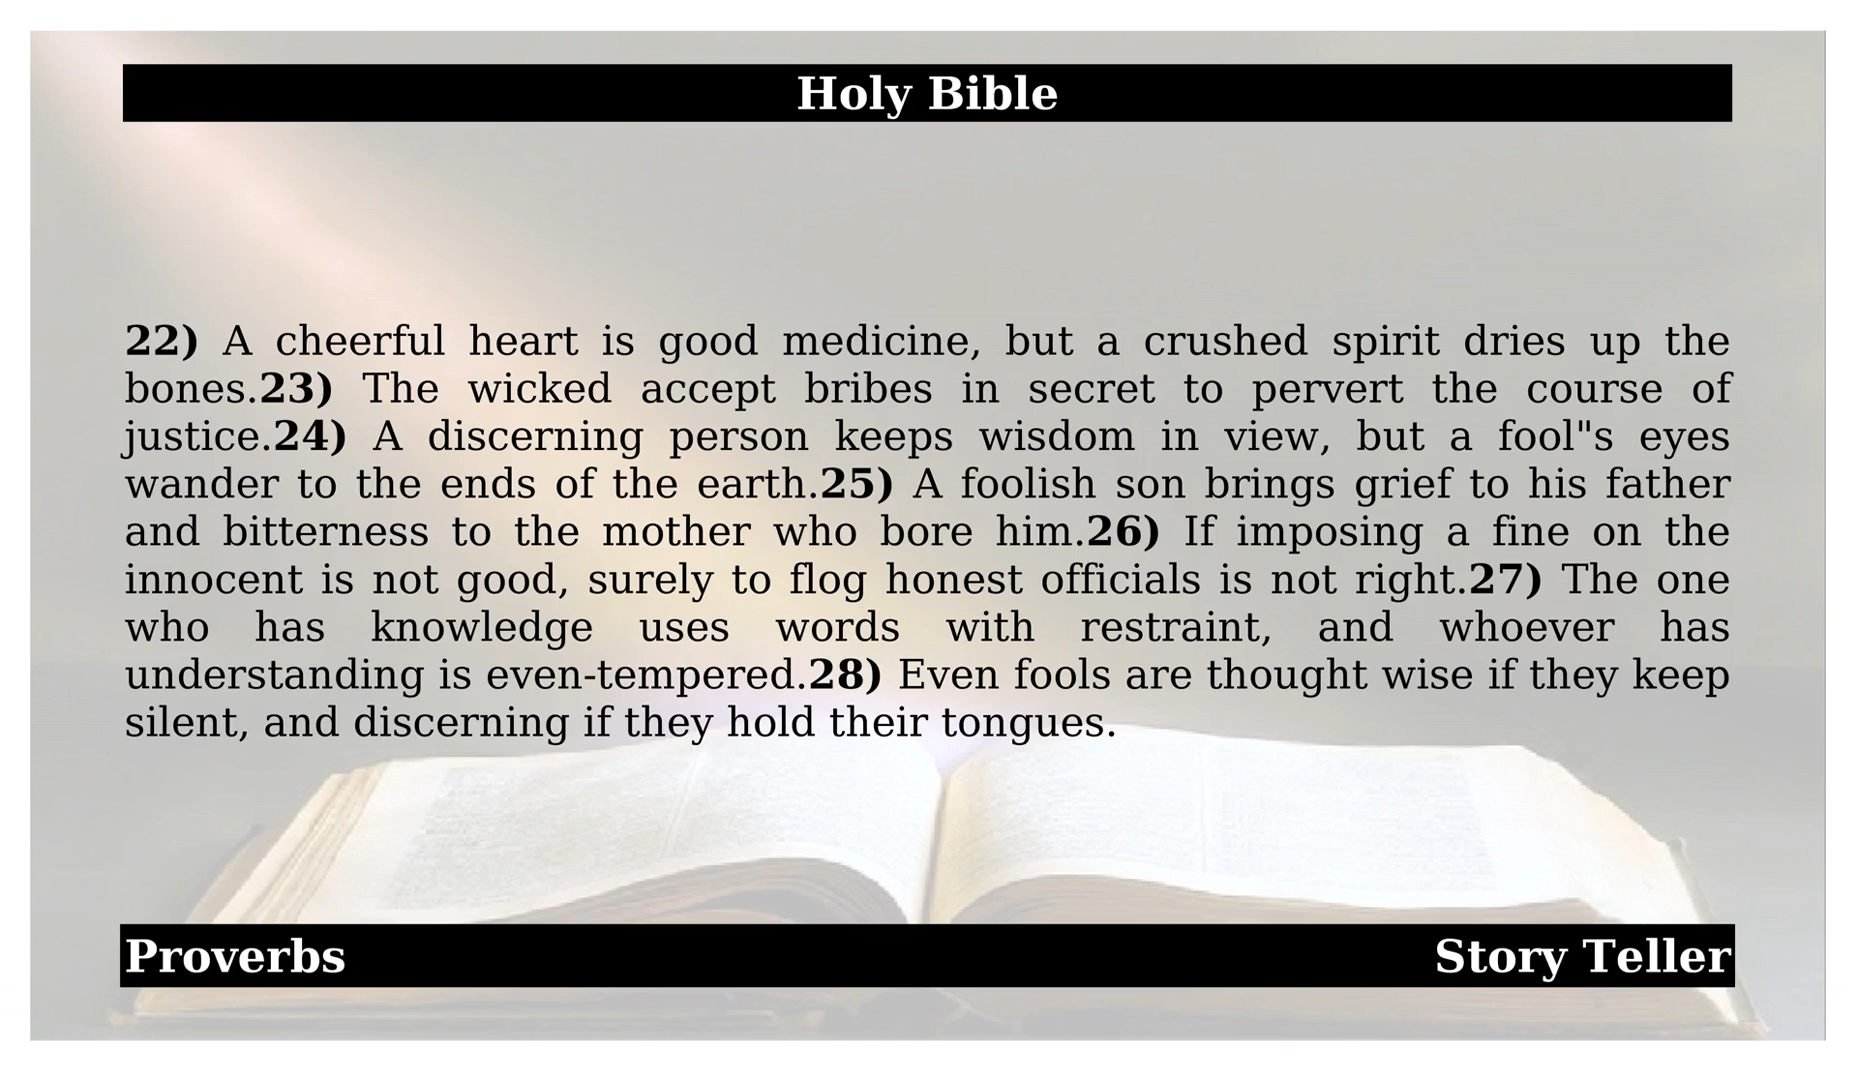 Holy Bible
22) A cheerful heart is good medicine, but a crushed spirit dries up the
bones.23) The wicked accept bribes in secret to pervert the course of
justice.24) A discerning person keeps wisdom in view, but a fool"s eyes
wander to the ends of the earth.25) A foolish son brings grief to his father
and bitterness to the mother who bore him.26) If imposing a fine on the
innocent is not good, surely to flog honest officials is not right.27) The one
who has knowledge uses words with restraint, and whoever has
understanding is even-tempered.28) Even fools are thought wise if they keep
silent, and discerning if they hold their tongues.
Proverbs Story Teller